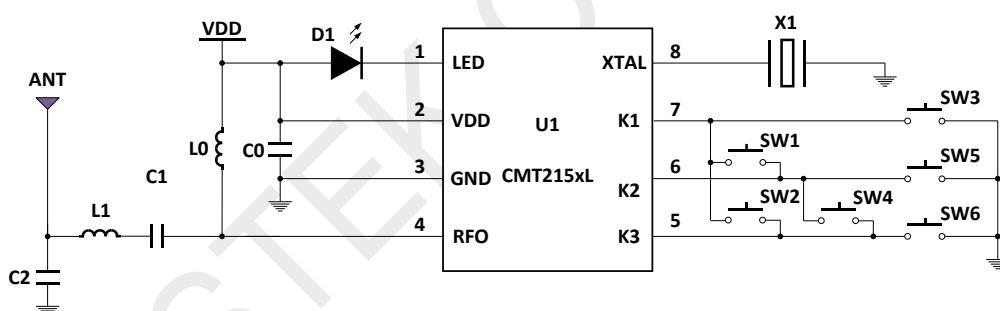 VDD
D1
X1
1
LED
XTAL
8
ANT
SW3
2
VDD
K1
7
U1
L0
C0
SW1
SW5
C1
3
GND
CMT215xL
K2
6
SW2
SW4
L1
4
RFO
K3
5
SW6
C2
STEK